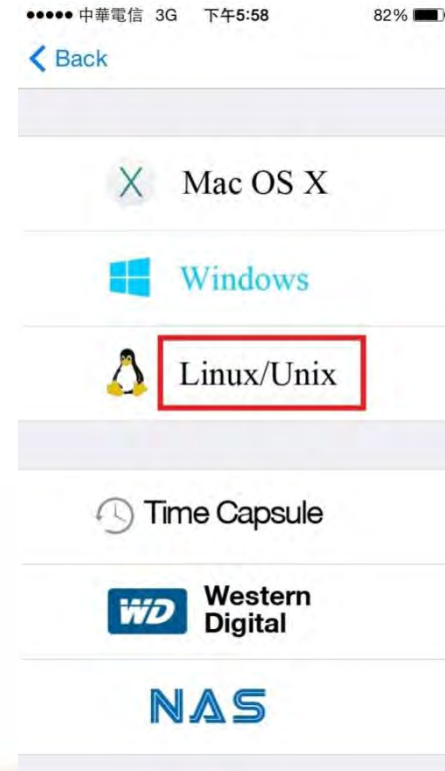 中華電信 3G 下午5:58 82%
Back
Mac OS X
Windows
Linux/Unix
Time Capsule
WD Western
Digital
NAS